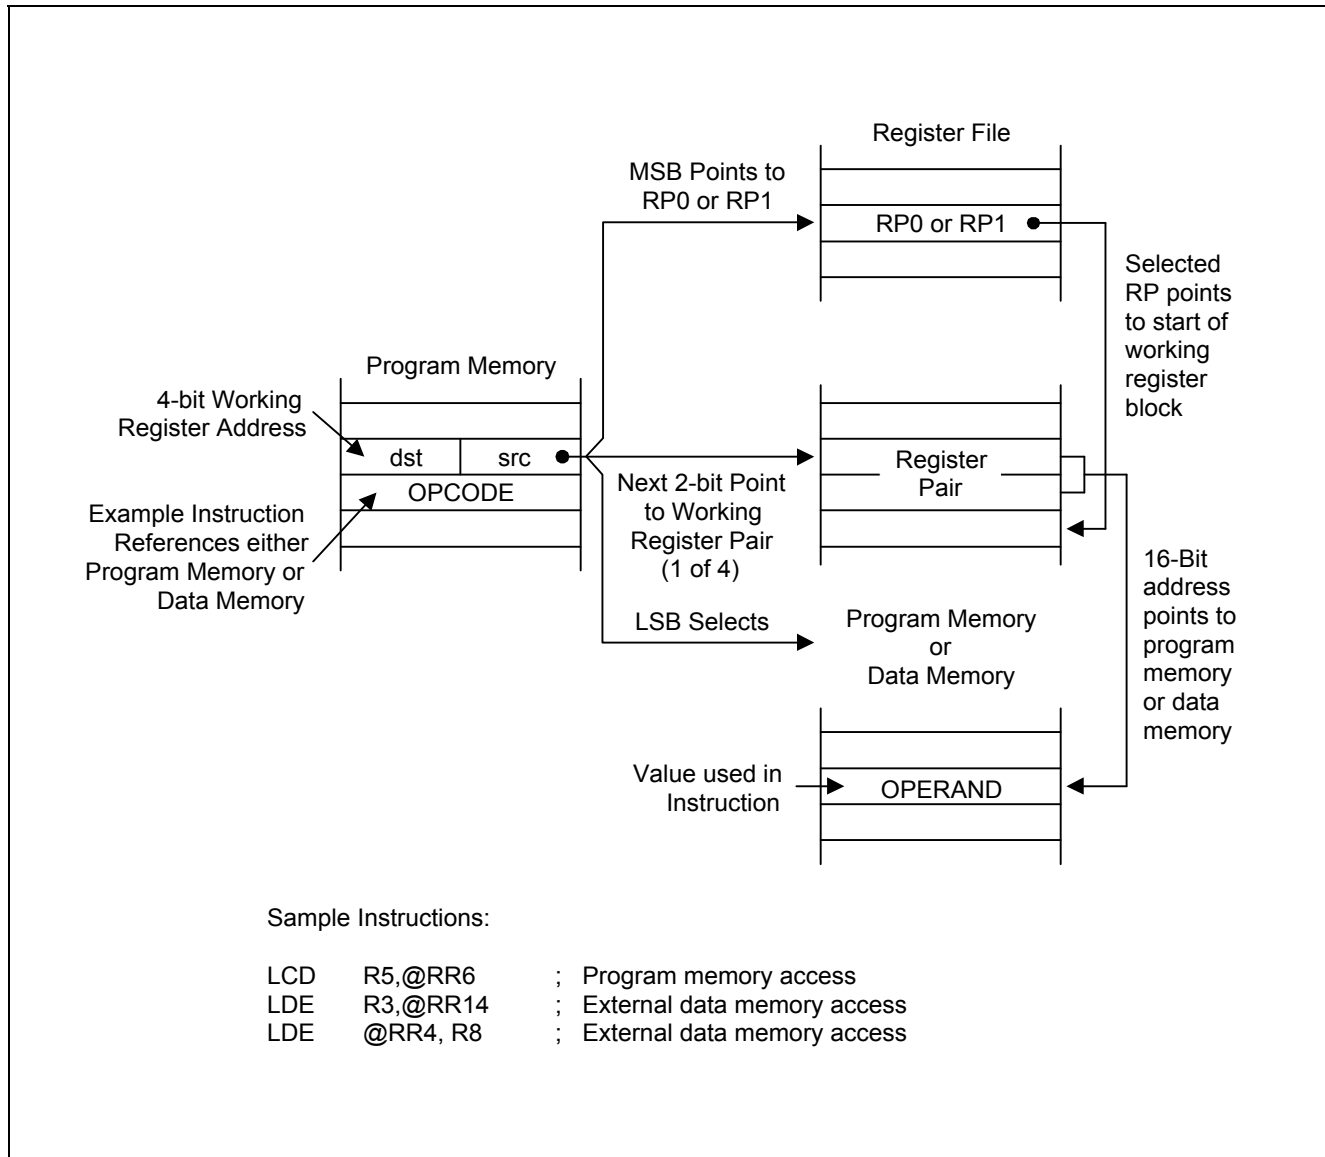 Register File
MSB Points to
RP0 or RP1
RP0 or RP1
Selected
RP points
to start of
working
register
block
Program Memory
4-bit Working
Register Address
dst src
OPCODE
Example Instruction
References either
Program Memory or
Data Memory
Register
Pair
Next 2-bit Point
to Working
Register Pair
(1 of 4)
LSB Selects
Program Memory
or
Data Memory
16-Bit
address
points to
program
memory
or data
memory
Value used in
Instruction
OPERAND
Sample Instructions:
LCD R5,@RR6 ; Program memory access
LDE R3,@RR14 ; External data memory access
LDE @RR4, R8 ; External data memory access